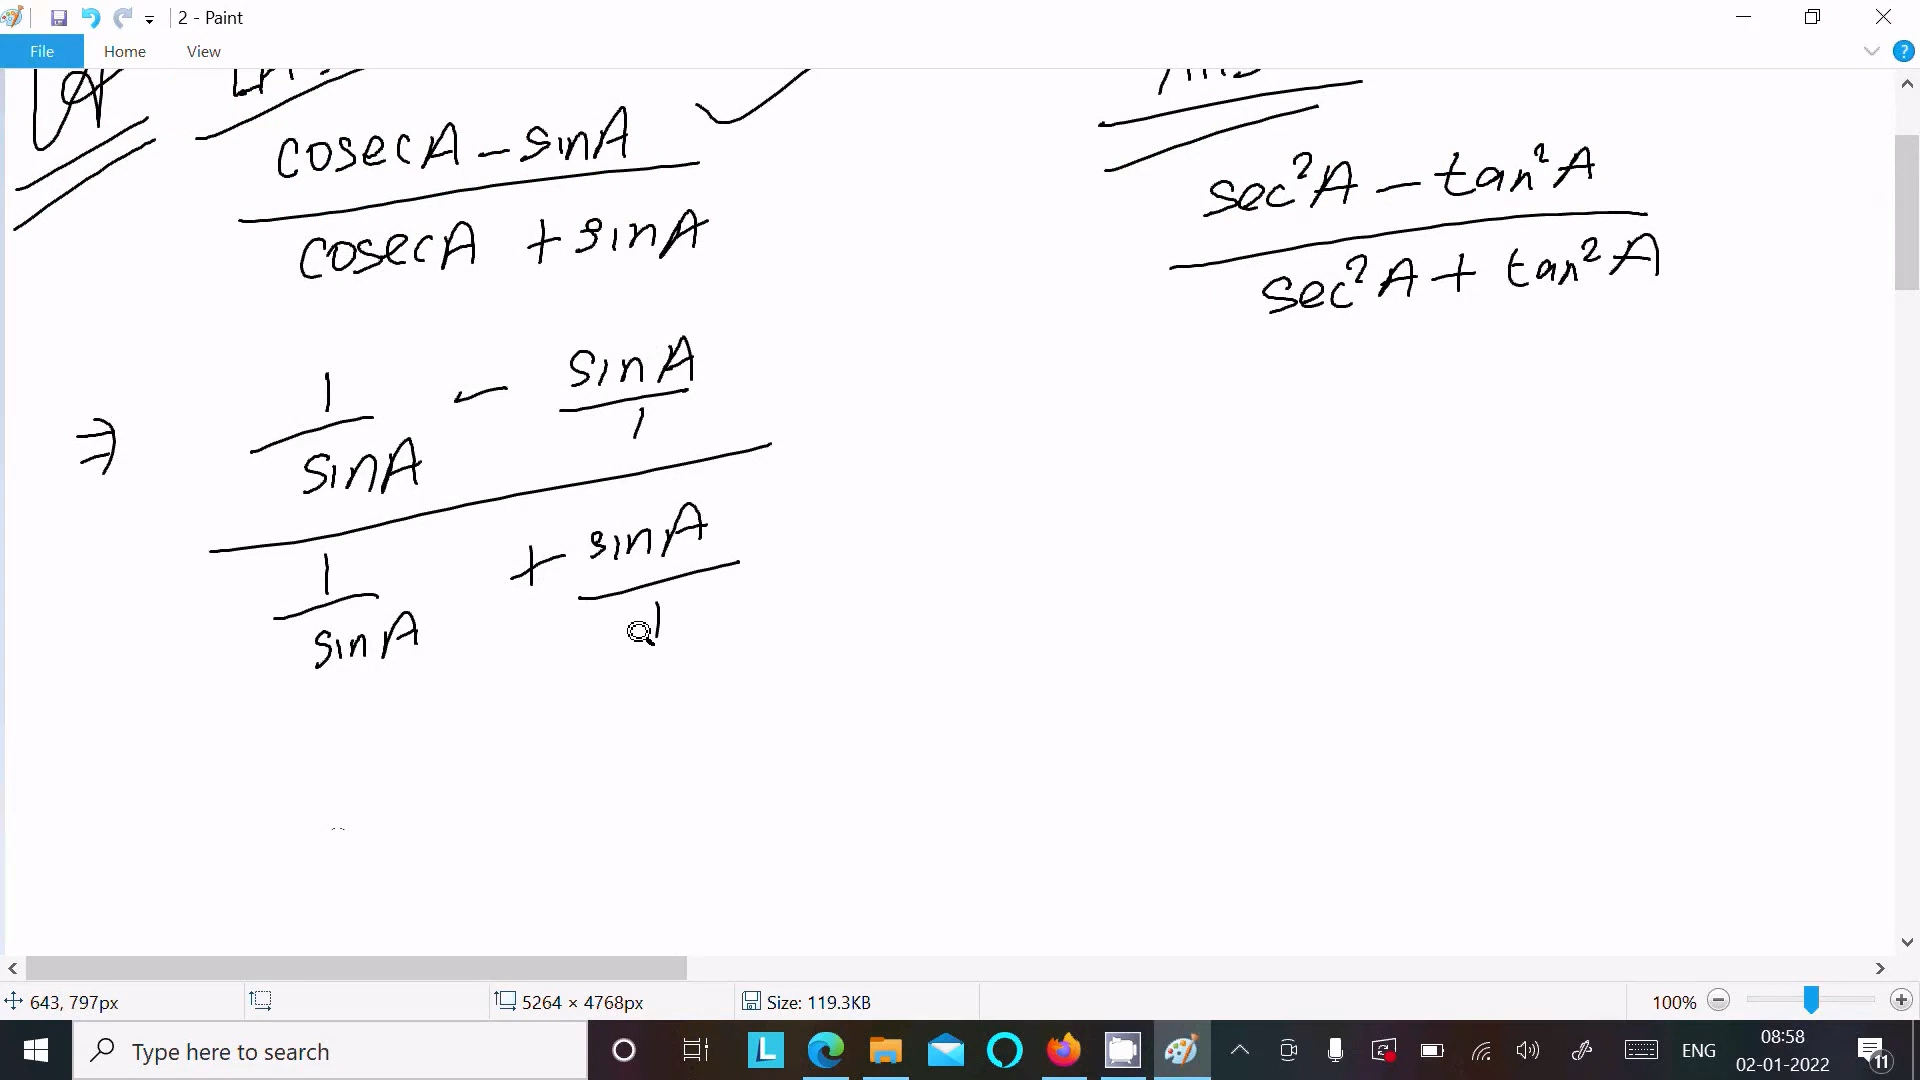 2 - Paint
File Home View
cosecA - sinA
cosecA + sinA
sec²A - tan²A
sec²A + tan²A
⇒ 1/sinA - sinA/1
1/sinA + sinA/1
643, 797px 5264 × 4768px Size: 119.3KB 100%
Type here to search
L
ENG 08:58
02-01-2022 11